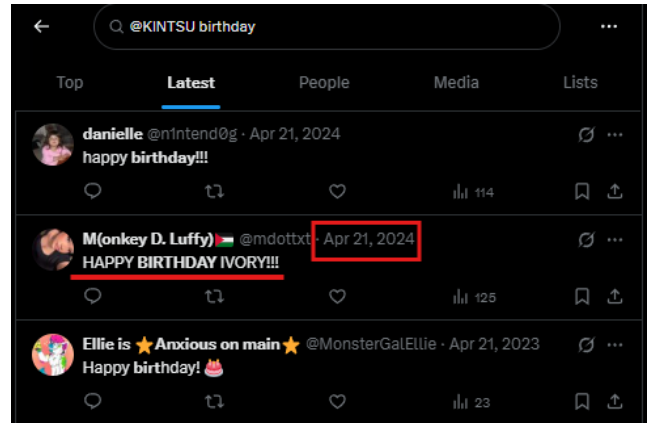 @KINTSU birthday
Top Latest People Media Lists
danielle @n1ntend0g · Apr 21, 2024
happy birthday!!!
114
M(onkey D. Luffy)🇵🇸 @mdottxt · Apr 21, 2024
HAPPY BIRTHDAY IVORY!!!
125
Ellie is ⭐Anxious on main⭐ @MonsterGalEllie · Apr 21, 2023
Happy birthday! 🎂
23